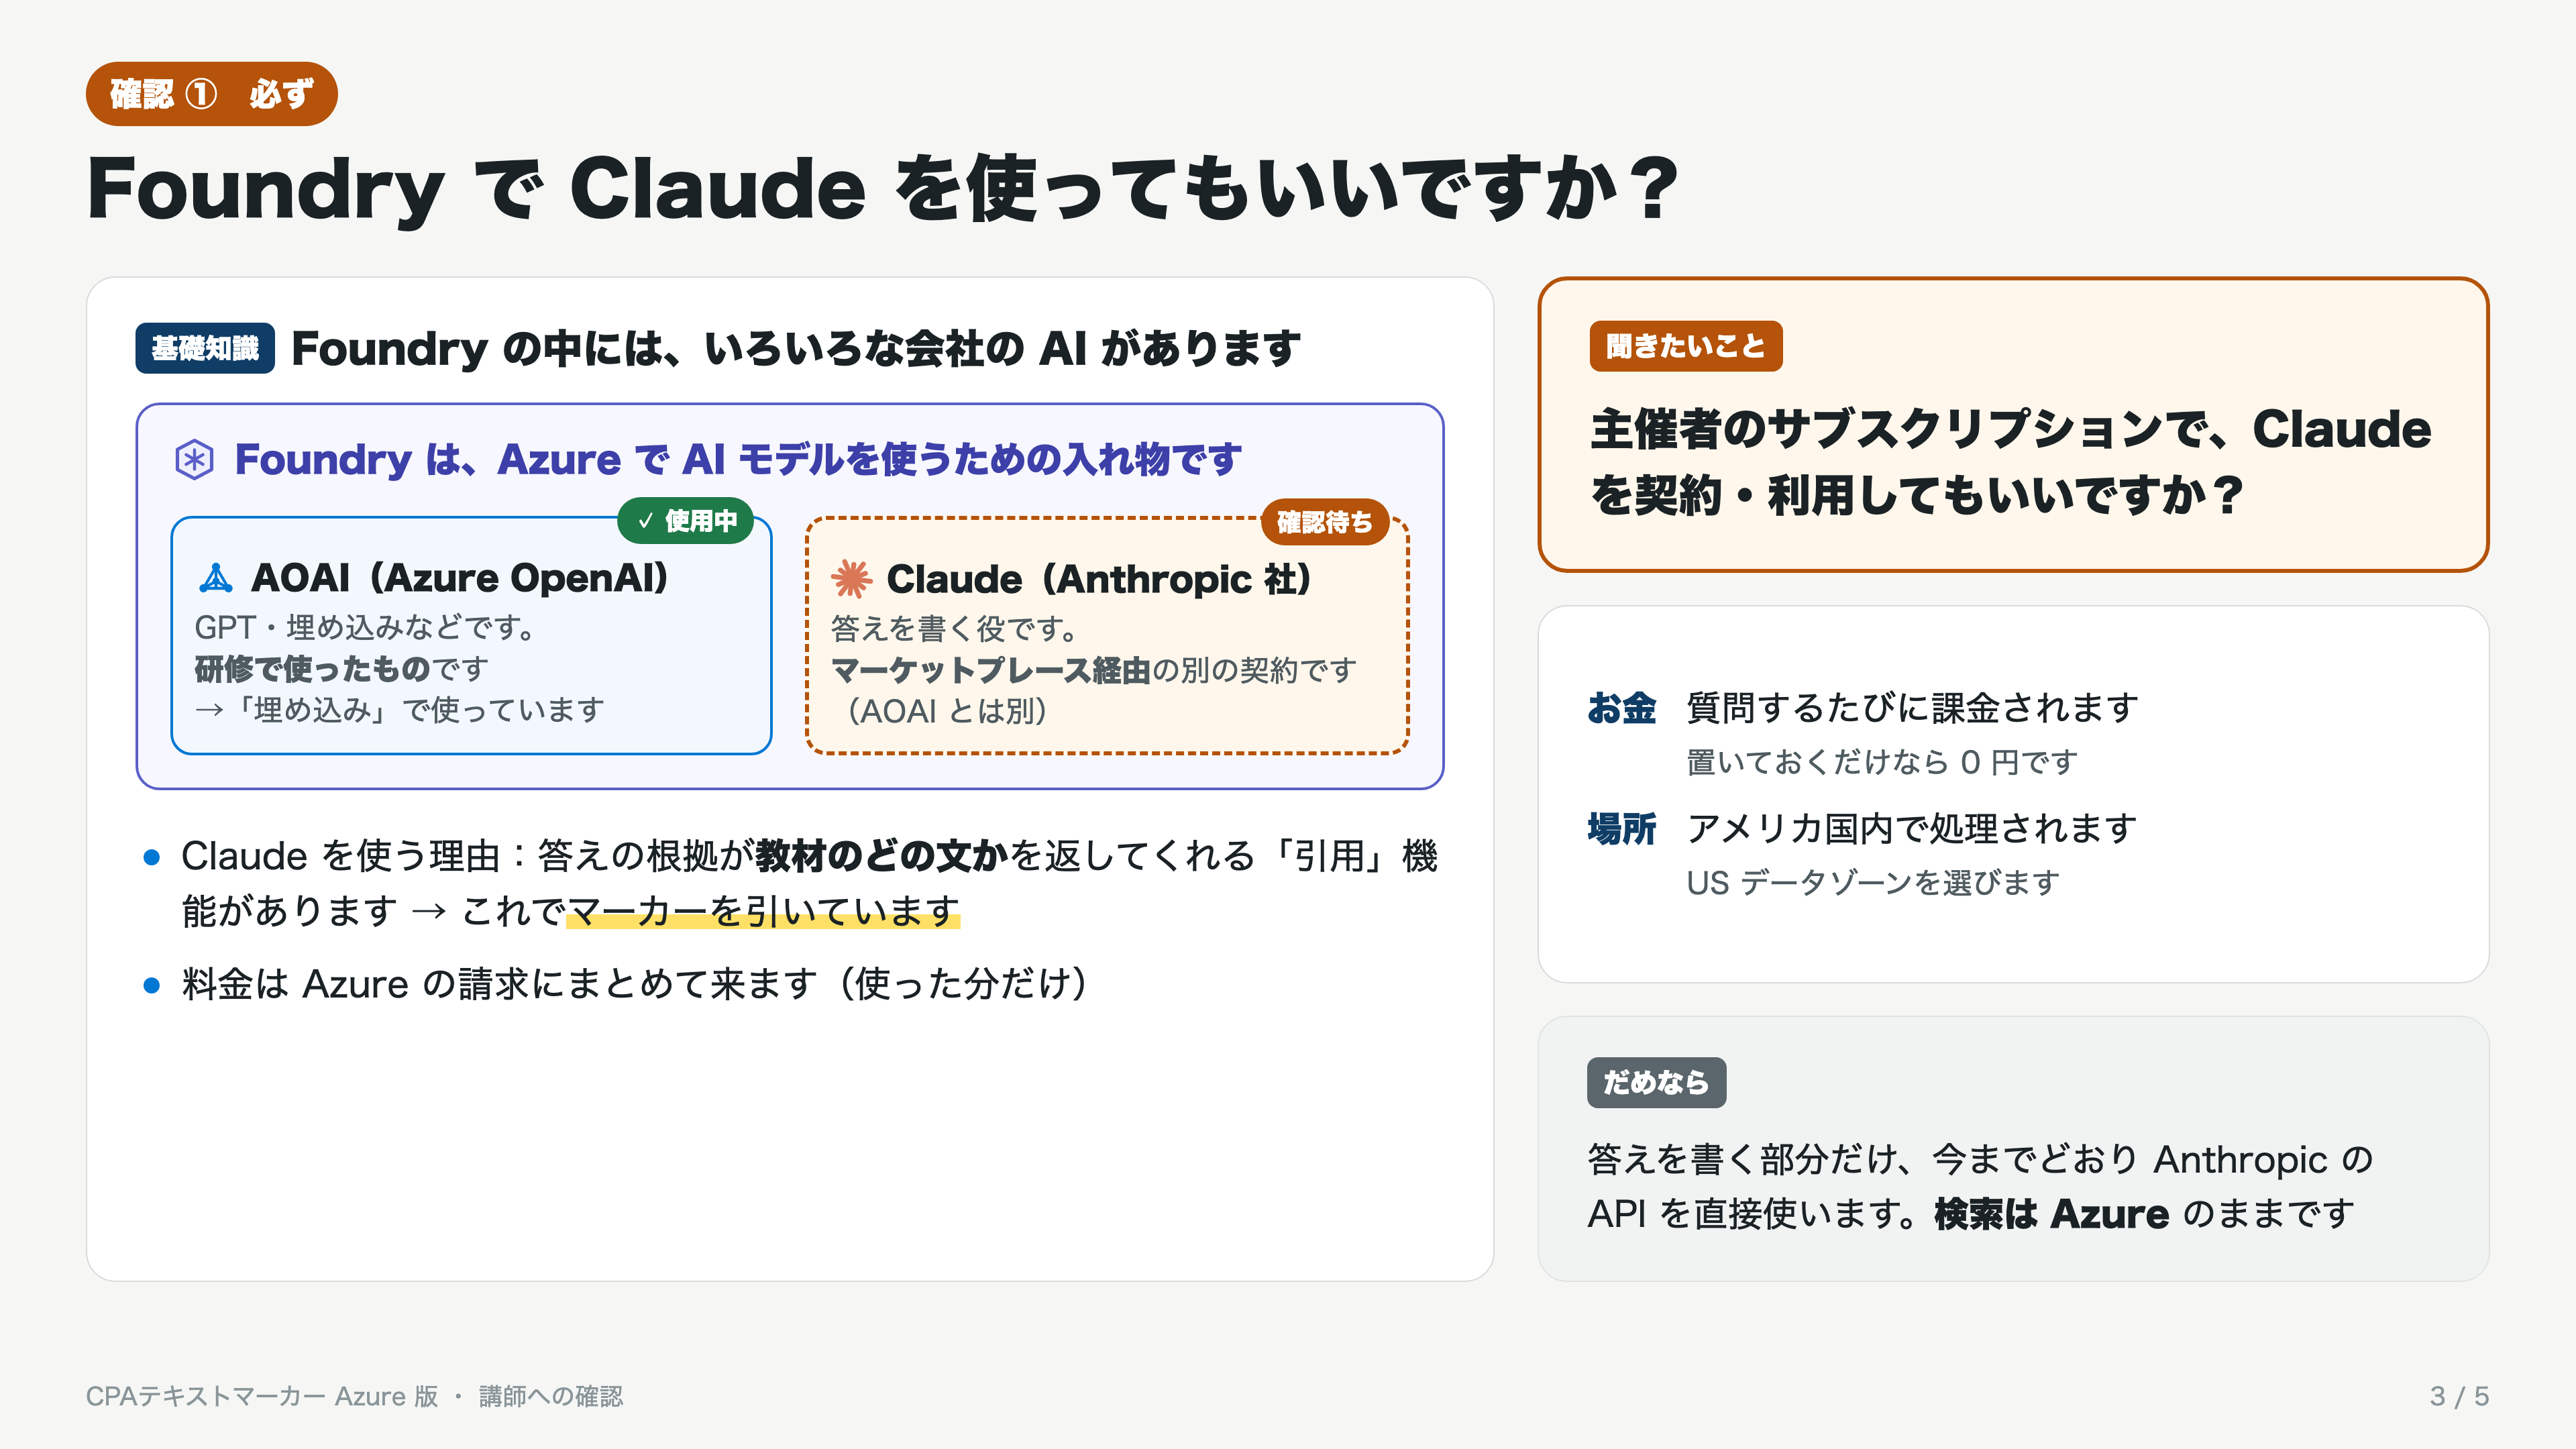 確認 ① 必ず
Foundry で Claude を使ってもいいですか？
基礎知識 Foundry の中には、いろいろな会社の AI があります
Foundry は、Azure で AI モデルを使うための入れ物です
✓ 使用中
AOAI（Azure OpenAI）
GPT・埋め込みなどです。
研修で使ったものです
→「埋め込み」で使っています
確認待ち
Claude（Anthropic 社）
答えを書く役です。
マーケットプレース経由の別の契約です
（AOAI とは別）
Claude を使う理由：答えの根拠が教材のどの文かを返してくれる「引用」機
能があります → これでマーカーを引いています
料金は Azure の請求にまとめて来ます（使った分だけ）
聞きたいこと
主催者のサブスクリプションで、Claude
を契約・利用してもいいですか？
お金 質問するたびに課金されます
置いておくだけなら 0 円です
場所 アメリカ国内で処理されます
US データゾーンを選びます
だめなら
答えを書く部分だけ、今までどおり Anthropic の
API を直接使います。検索は Azure のままです
CPAテキストマーカー Azure 版 ・ 講師への確認
3 / 5